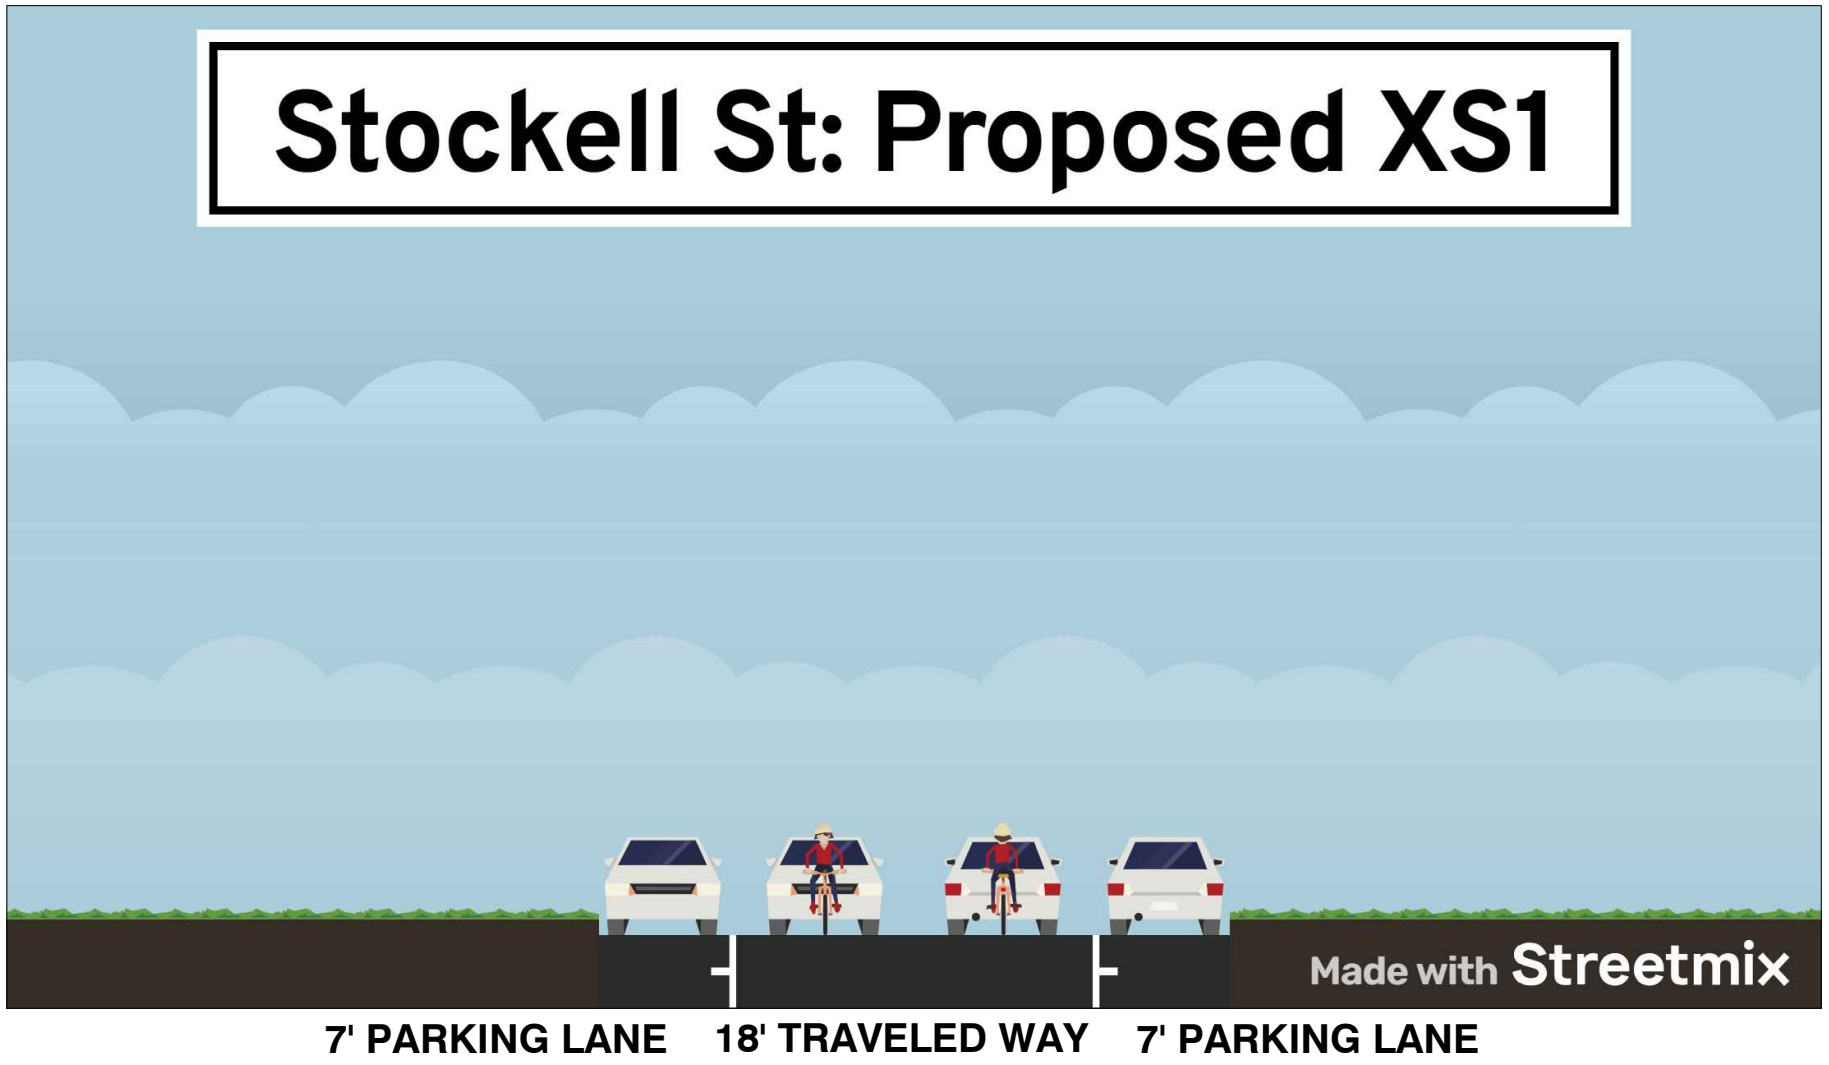 Stockell St: Proposed XS1
Made with Streetmix
7' PARKING LANE 18' TRAVELED WAY 7' PARKING LANE